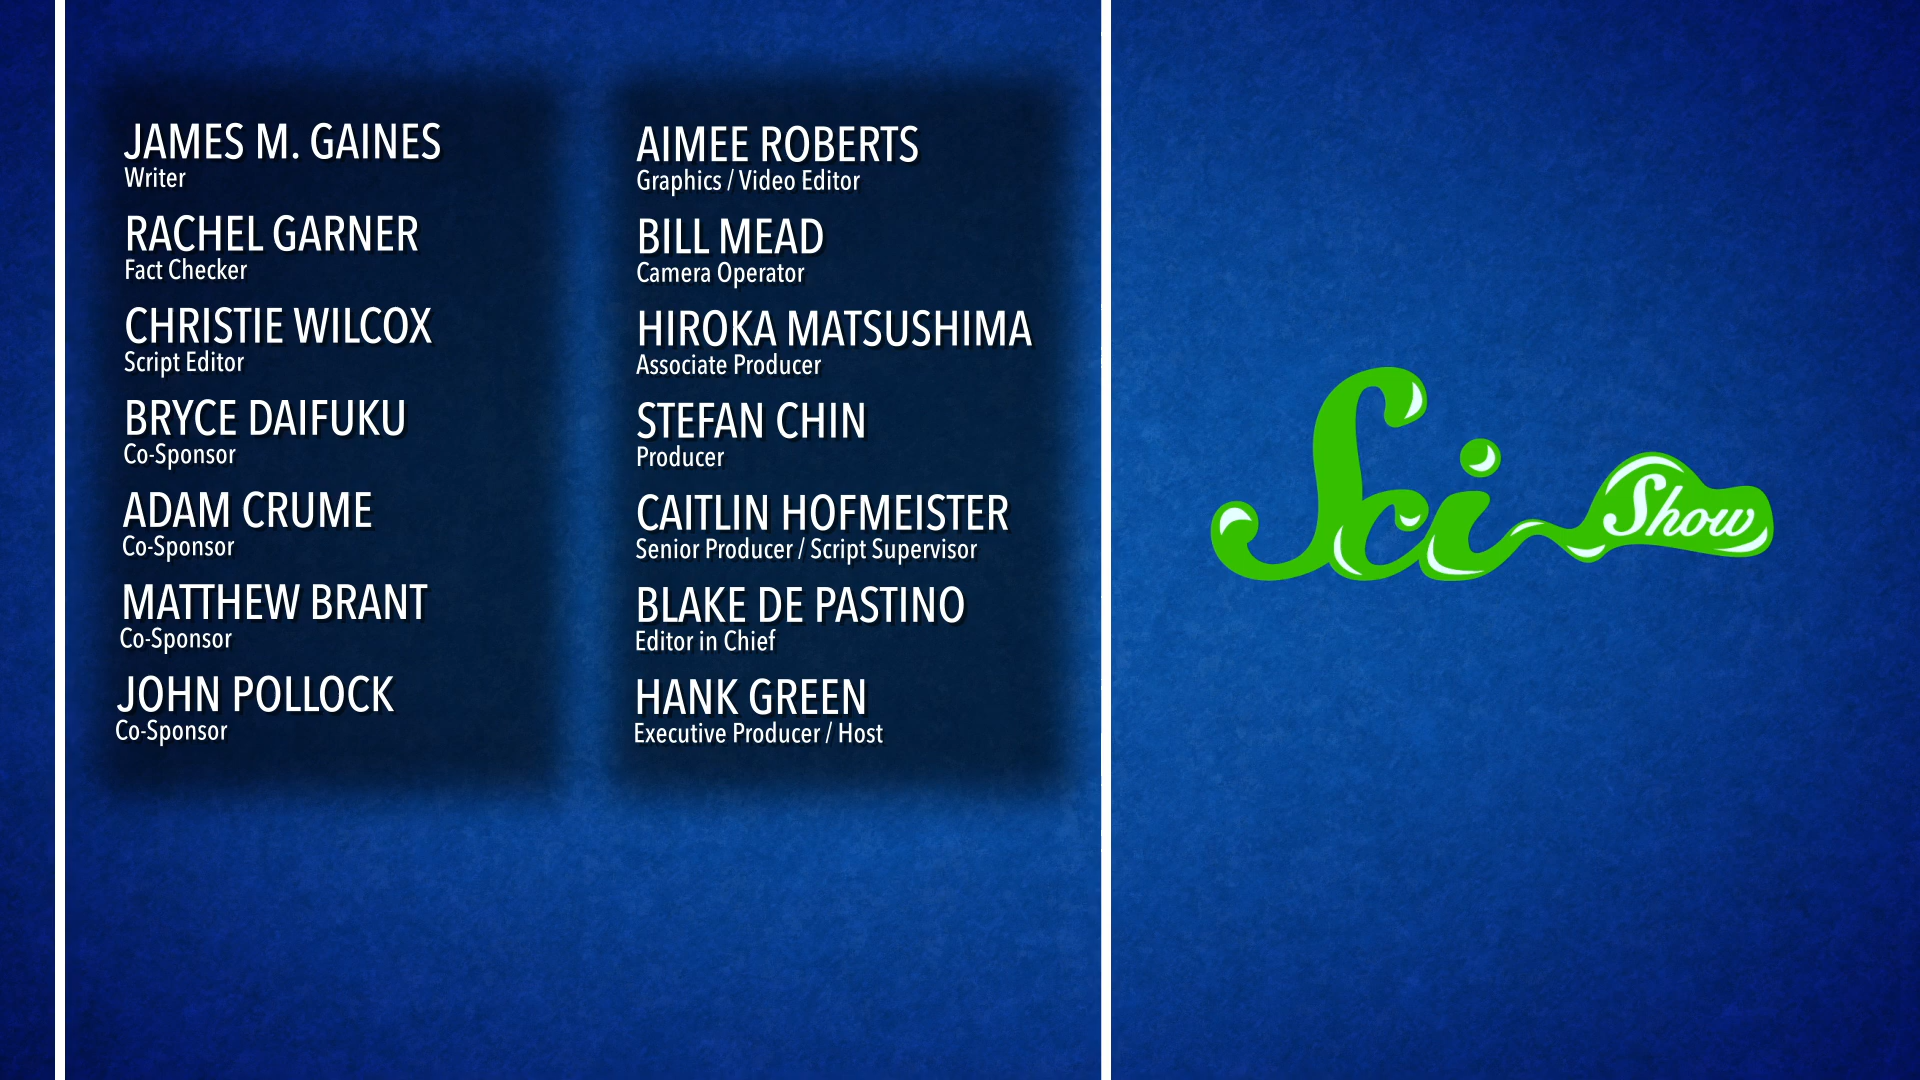 JAMES M. GAINES
Writer
RACHEL GARNER
Fact Checker
CHRISTIE WILCOX
Script Editor
BRYCE DAIFUKU
Co-Sponsor
ADAM CRUME
Co-Sponsor
MATTHEW BRANT
Co-Sponsor
JOHN POLLOCK
Co-Sponsor
AIMEE ROBERTS
Graphics / Video Editor
BILL MEAD
Camera Operator
HIROKA MATSUSHIMA
Associate Producer
STEFAN CHIN
Producer
CAITLIN HOFMEISTER
Senior Producer / Script Supervisor
BLAKE DE PASTINO
Editor in Chief
HANK GREEN
Executive Producer / Host
Sci Show